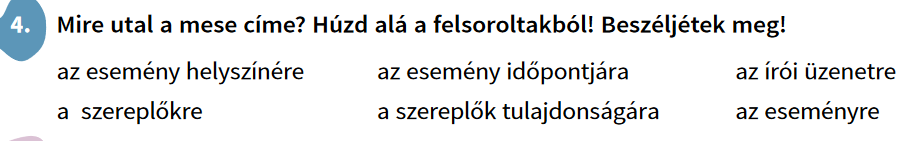 4. Mire utal a mese címe? Húzd alá a felsoroltakból! Beszéljétek meg!
az esemény helyszínére az esemény időpontjára az írói üzenetre
a szereplőkre a szereplők tulajdonságára az eseményre